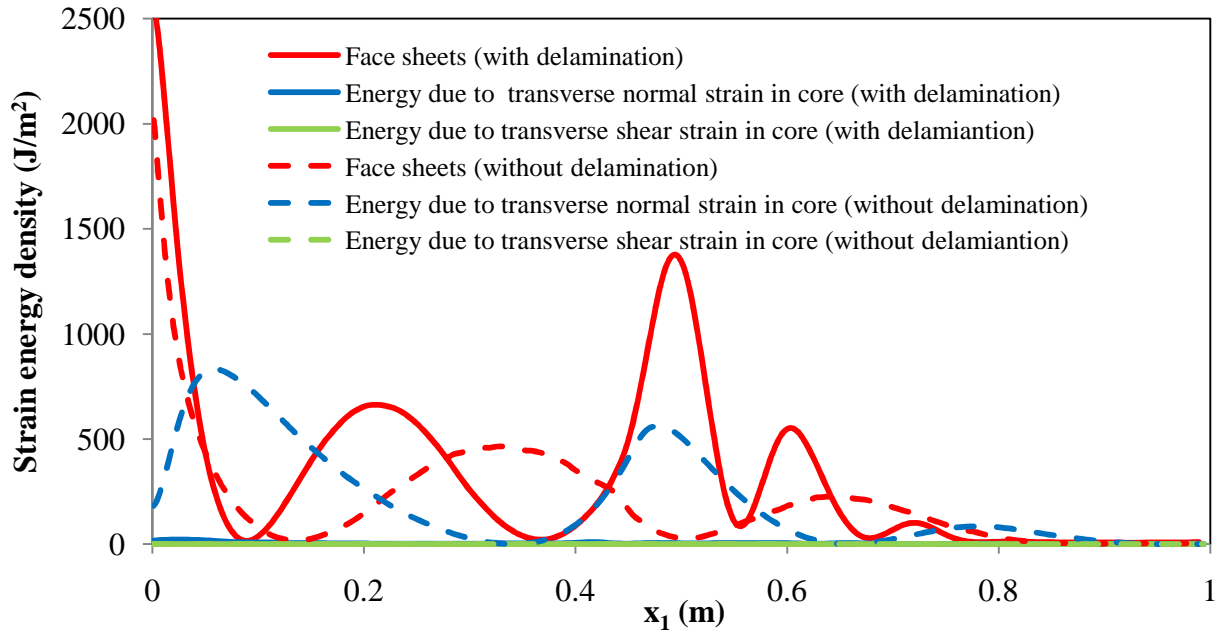 Strain energy density (J/m²)
2500
2000
1500
1000
500
0
Face sheets (with delamination)
Energy due to  transverse normal strain in core (with delamination)
Energy due to transverse shear strain in core (with delamiantion)
Face sheets (without delamination)
Energy due to transverse normal strain in core (without delamination)
Energy due to transverse shear strain in core (without delamiantion)
0 0.2 0.4 0.6 0.8 1
x₁ (m)